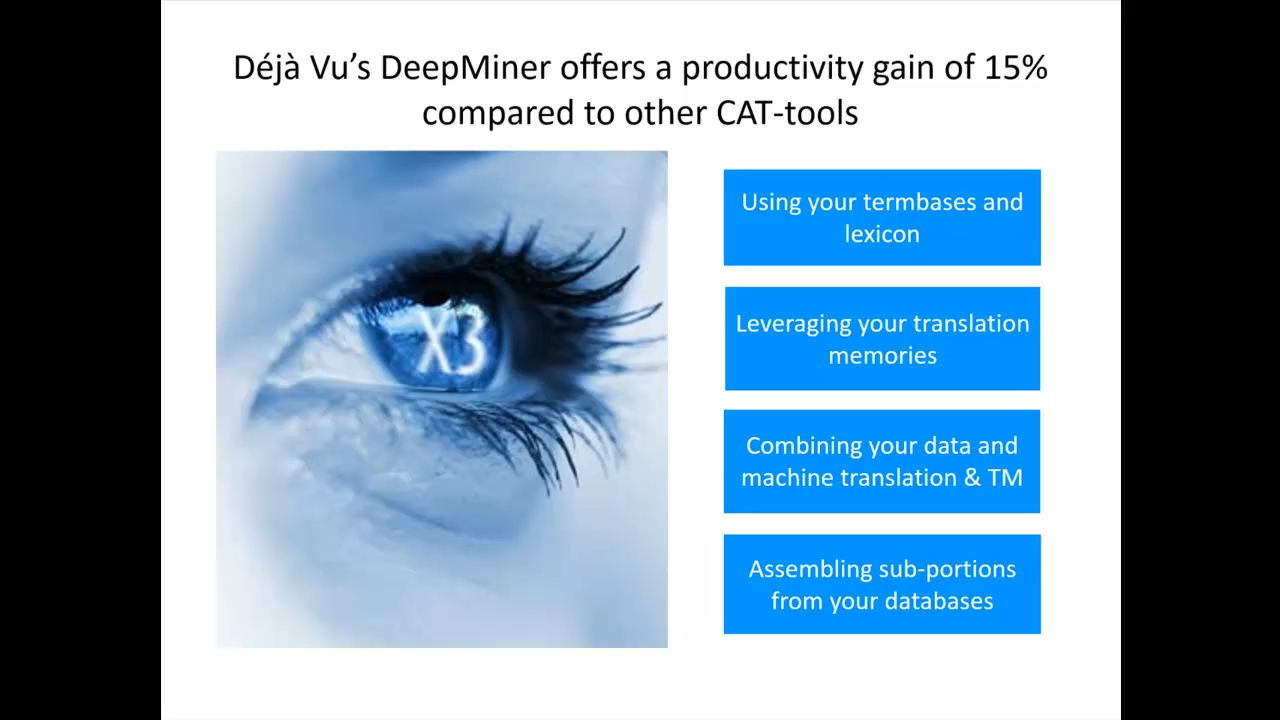 Déjà Vu’s DeepMiner offers a productivity gain of 15%
compared to other CAT-tools
X3
Using your termbases and
lexicon
Leveraging your translation
memories
Combining your data and
machine translation & TM
Assembling sub-portions
from your databases